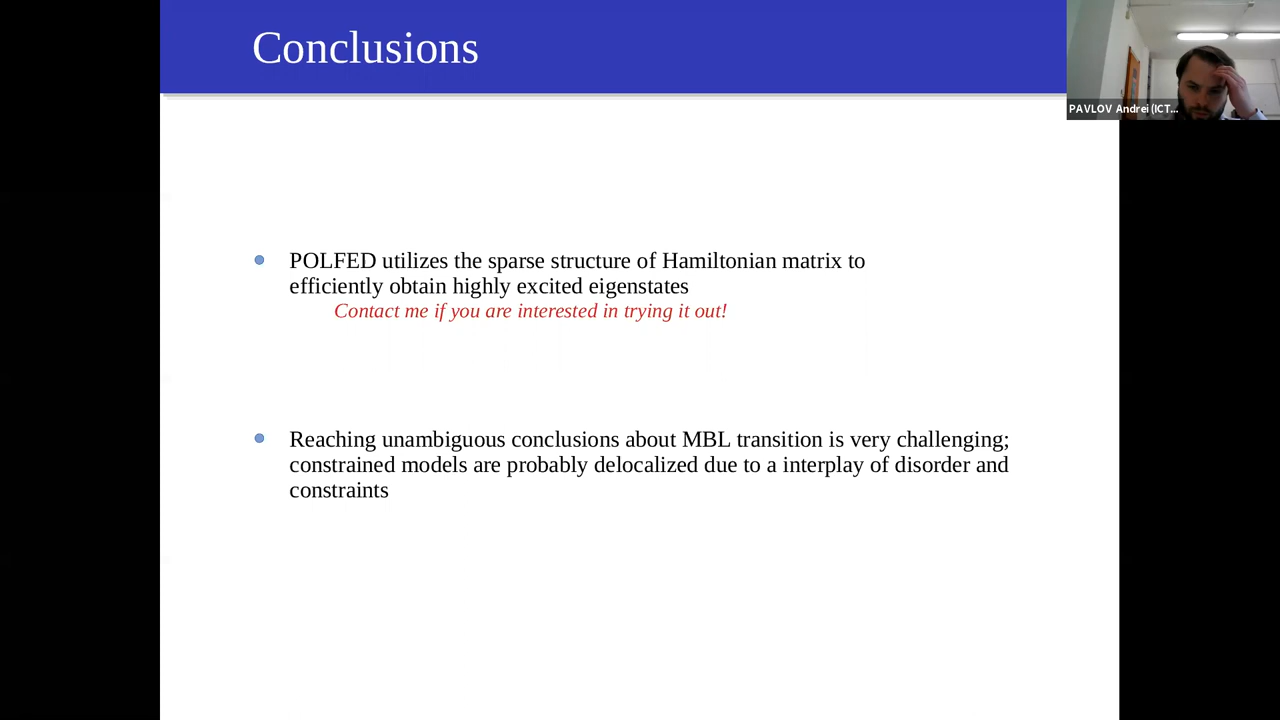 Conclusions
PAVLOV Andrei (ICT...
POLFED utilizes the sparse structure of Hamiltonian matrix to
efficiently obtain highly excited eigenstates
Contact me if you are interested in trying it out!
Reaching unambiguous conclusions about MBL transition is very challenging;
constrained models are probably delocalized due to a interplay of disorder and
constraints